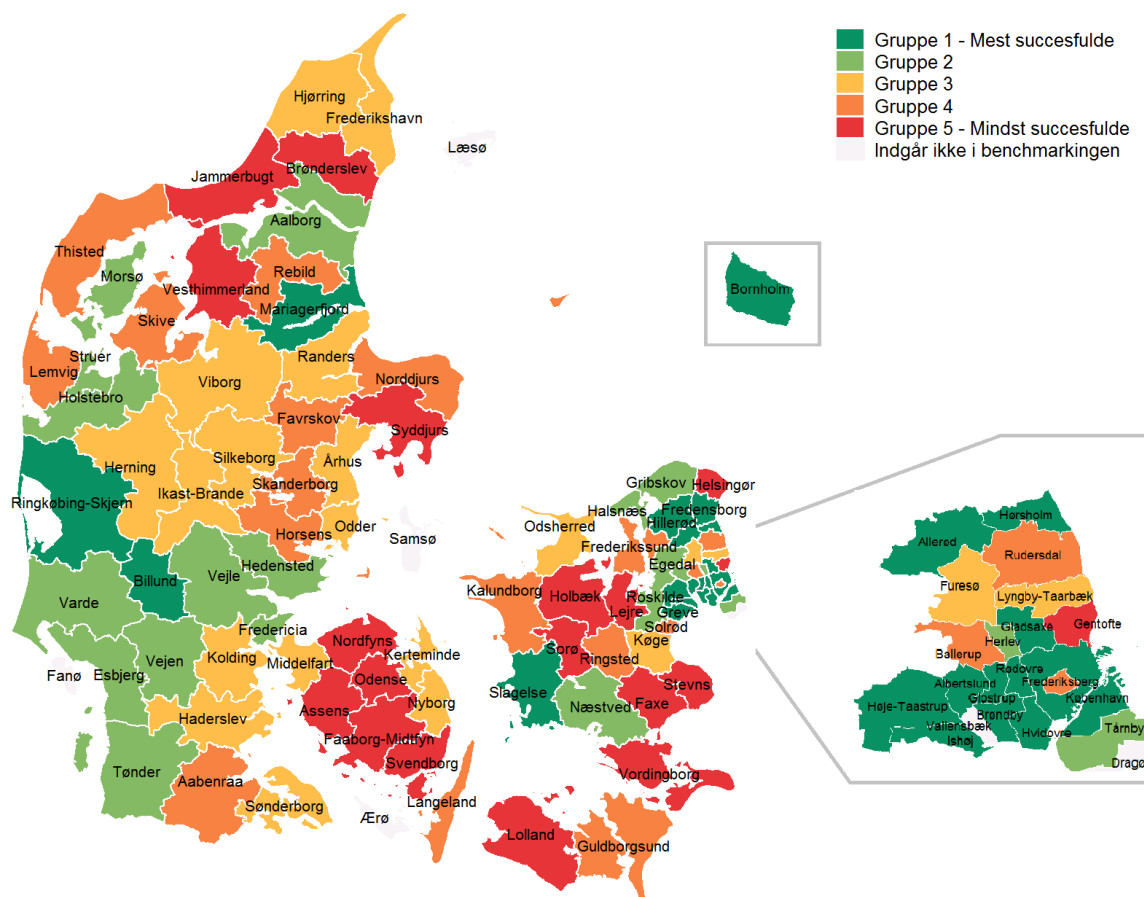 Gruppe 1 - Mest succesfulde
Gruppe 2
Gruppe 3
Gruppe 4
Gruppe 5 - Mindst succesfulde
Indgår ikke i benchmarkingen
Hjørring
Frederikshavn
Læsø
Brønderslev
Jammerbugt
Aalborg
Thisted
Morsø
Rebild
Vesthimmerland
Bornholm
Mariagerfjord
Skive
Struer
Randers
Lemvig
Viborg
Norddjurs
Holstebro
Favrskov
Syddjurs
Silkeborg
Århus
Herning
Skanderborg
Ikast-Brande
Ringkøbing-Skjern
Odder
Horsens
Samsø
Hedensted
Vejle
Billund
Varde
Fredericia
Vejen
Kolding
Middelfart
Esbjerg
Fanø
Haderslev
Tønder
Aabenraa
Sønderborg
Nordfyns
Kerteminde
Odense
Nyborg
Assens
Faaborg-Midtfyn
Svendborg
Langeland
Ærø
Gribskov
Helsingør
Halsnæs
Fredensborg
Hillerød
Odsherred
Frederikssund
Egedal
Kalundborg
Holbæk
Roskilde
Lejre
Greve
Solrød
Køge
Sorø
Ringsted
Slagelse
Stevns
Næstved
Faxe
Vordingborg
Lolland
Guldborgsund
Hørsholm
Allerød
Rudersdal
Furesø
Lyngby-Taarbæk
Gladsaxe
Gentofte
Herlev
Ballerup
Rødovre
Albertslund
Frederiksberg
Glostrup
København
Høje-Taastrup
Brøndby
Vallensbæk
Hvidovre
Ishøj
Tårnby
Dragø